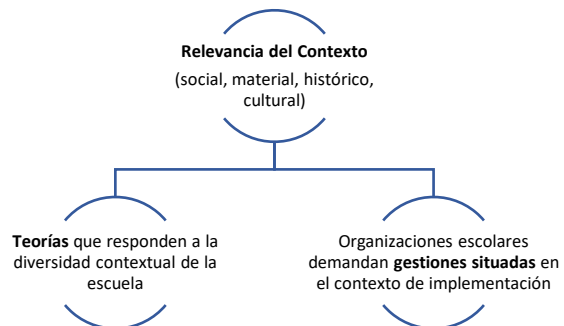 Relevancia del Contexto
(social, material, histórico,
cultural)
Teorías que responden a la
diversidad contextual de la
escuela
Organizaciones escolares
demandan gestiones situadas en
el contexto de implementación